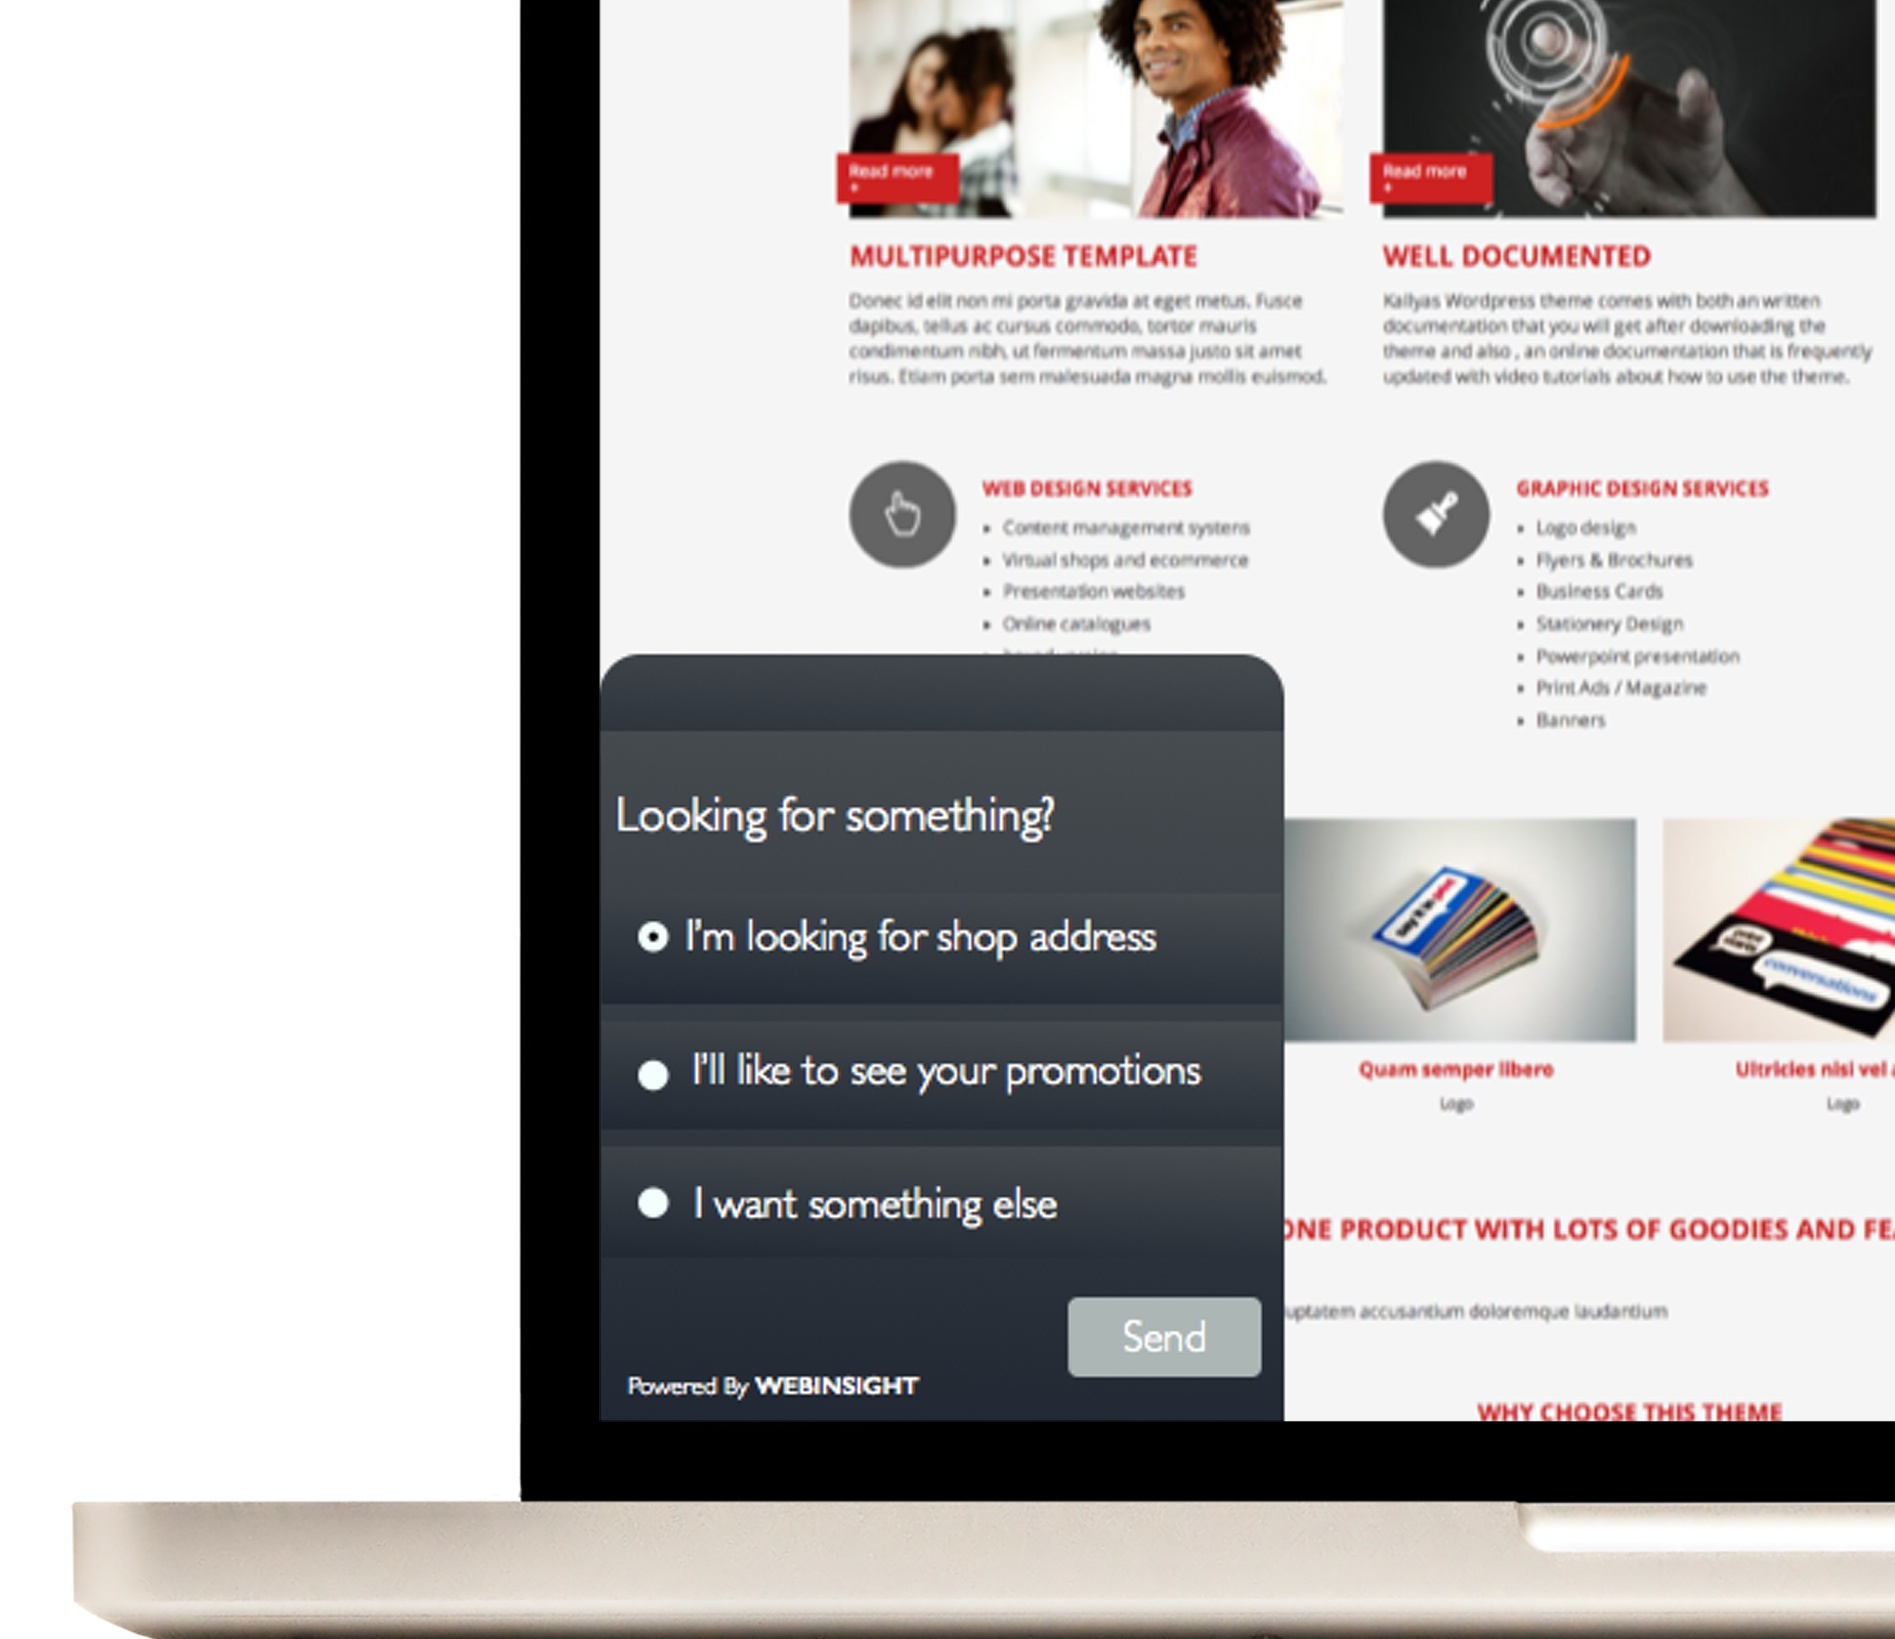 Read more
+
Read more
+
MULTIPURPOSE TEMPLATE
Donec id elit non mi porta gravida at eget metus. Fusce
dapibus, tellus ac cursus commodo, tortor mauris
condimentum nibh, ut fermentum massa justo sit amet
risus. Etiam porta sem malesuada magna mollis euismod.
WELL DOCUMENTED
Kallyas Wordpress theme comes with both an written
documentation that you will get after downloading the
theme and also , an online documentation that is frequently
updated with video tutorials about how to use the theme.
WEB DESIGN SERVICES
Content management systens
Virtual shops and ecommerce
Presentation websites
Online catalogues
GRAPHIC DESIGN SERVICES
Logo design
Flyers & Brochures
Business Cards
Stationery Design
Powerpoint presentation
Print Ads / Magazine
Banners
Looking for something?
I'm looking for shop address
I'll like to see your promotions
I want something else
Send
Powered By WEBINSIGHT
conversations
Quam semper libero
Logo
Ultricies nisi vel
Logo
ONE PRODUCT WITH LOTS OF GOODIES AND
uptatem accusantium doloremque laudantium
WHY CHOOSE THIS THEME